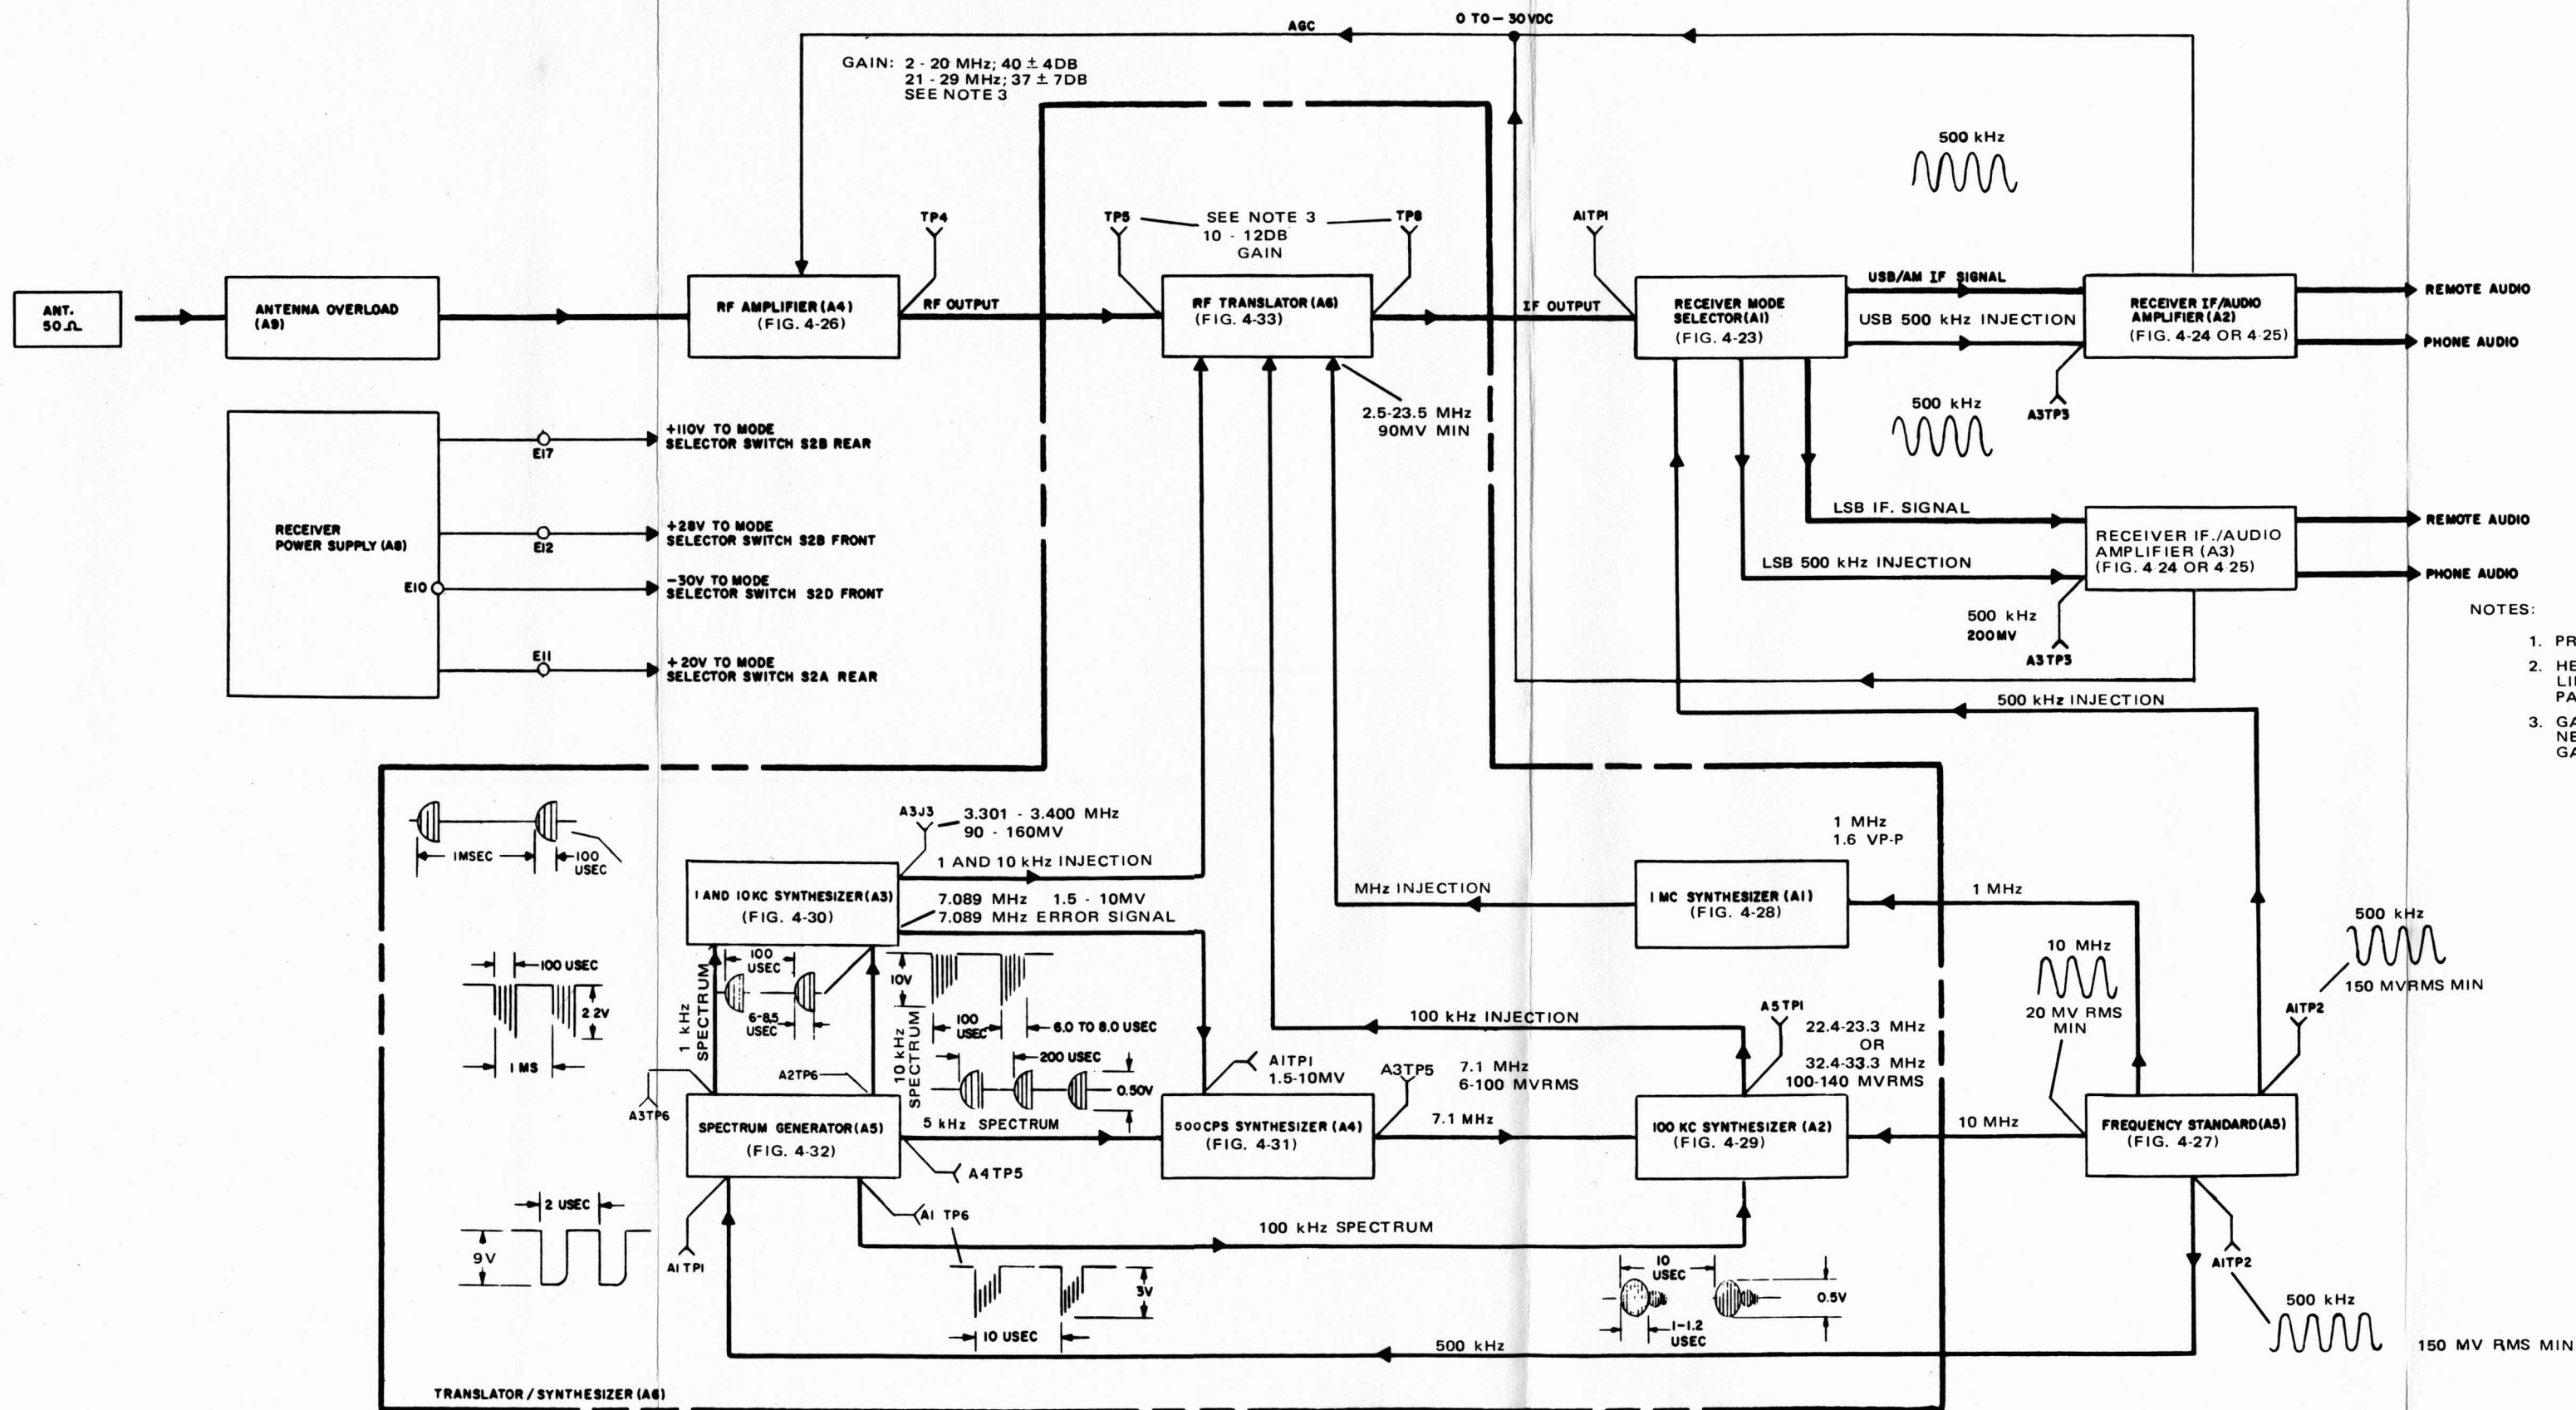 AGC
0 TO - 30VDC
GAIN: 2 - 20 MHz; 40 ± 4DB
21 - 29 MHz; 37 ± 7DB
SEE NOTE 3
500 kHz
TP4
TP5
SEE NOTE 3
10 - 12DB
GAIN
TP8
A1TP1
ANT.
50Ω
ANTENNA OVERLOAD
(A9)
RF AMPLIFIER (A4)
(FIG. 4-26)
RF OUTPUT
RF TRANSLATOR (A6)
(FIG. 4-33)
IF OUTPUT
RECEIVER MODE
SELECTOR (A1)
(FIG. 4-23)
USB/AM IF SIGNAL
USB 500 kHz INJECTION
RECEIVER IF/AUDIO
AMPLIFIER (A2)
(FIG. 4-24 OR 4-25)
REMOTE AUDIO
PHONE AUDIO
2.5-23.5 MHz
90MV MIN
500 kHz
A3TP3
RECEIVER
POWER SUPPLY (A8)
E17
+110V TO MODE
SELECTOR SWITCH S2B REAR
E12
+28V TO MODE
SELECTOR SWITCH S2B FRONT
E10
-30V TO MODE
SELECTOR SWITCH S2D FRONT
E11
+ 20V TO MODE
SELECTOR SWITCH S2A REAR
LSB IF. SIGNAL
LSB 500 kHz INJECTION
RECEIVER IF./AUDIO
AMPLIFIER (A3)
(FIG. 4 24 OR 4 25)
REMOTE AUDIO
PHONE AUDIO
500 kHz
200MV
A3TP3
500 kHz INJECTION
NOTES:
1. PR
2. HE
LI
PA
3. GA
NE
GA
1MSEC
100
USEC
A3J3
3.301 - 3.400 MHz
90 - 160MV
1 AND 10 kHz INJECTION
1 AND 10KC SYNTHESIZER (A3)
(FIG. 4-30)
7.089 MHz 1.5 - 10MV
7.089 MHz ERROR SIGNAL
MHz INJECTION
1 MC SYNTHESIZER (A1)
(FIG. 4-28)
1 MHz
1.6 VP-P
1 MHz
100 USEC
2.2V
1 MS
1 kHz
SPECTRUM
100
USEC
6-8.5
USEC
10V
10 kHz
SPECTRUM
100
USEC
6.0 TO 8.0 USEC
200 USEC
0.50V
A2TP6
A3TP6
100 kHz INJECTION
A1TP1
1.5-10MV
A3TP5
7.1 MHz
6-100 MVRMS
A5TP1
22.4-23.3 MHz
OR
32.4-33.3 MHz
100-140 MVRMS
10 MHz
20 MV RMS
MIN
500 kHz
150 MVRMS MIN
A1TP2
SPECTRUM GENERATOR (A5)
(FIG. 4-32)
5 kHz SPECTRUM
A4TP5
500CPS SYNTHESIZER (A4)
(FIG. 4-31)
7.1 MHz
100 KC SYNTHESIZER (A2)
(FIG. 4-29)
10 MHz
FREQUENCY STANDARD (A5)
(FIG. 4-27)
2 USEC
9V
A1TP1
A1 TP6
100 kHz SPECTRUM
3V
10 USEC
10
USEC
0.5V
1-1.2
USEC
A1TP2
500 kHz
150 MV RMS MIN
500 kHz
TRANSLATOR / SYNTHESIZER (A6)